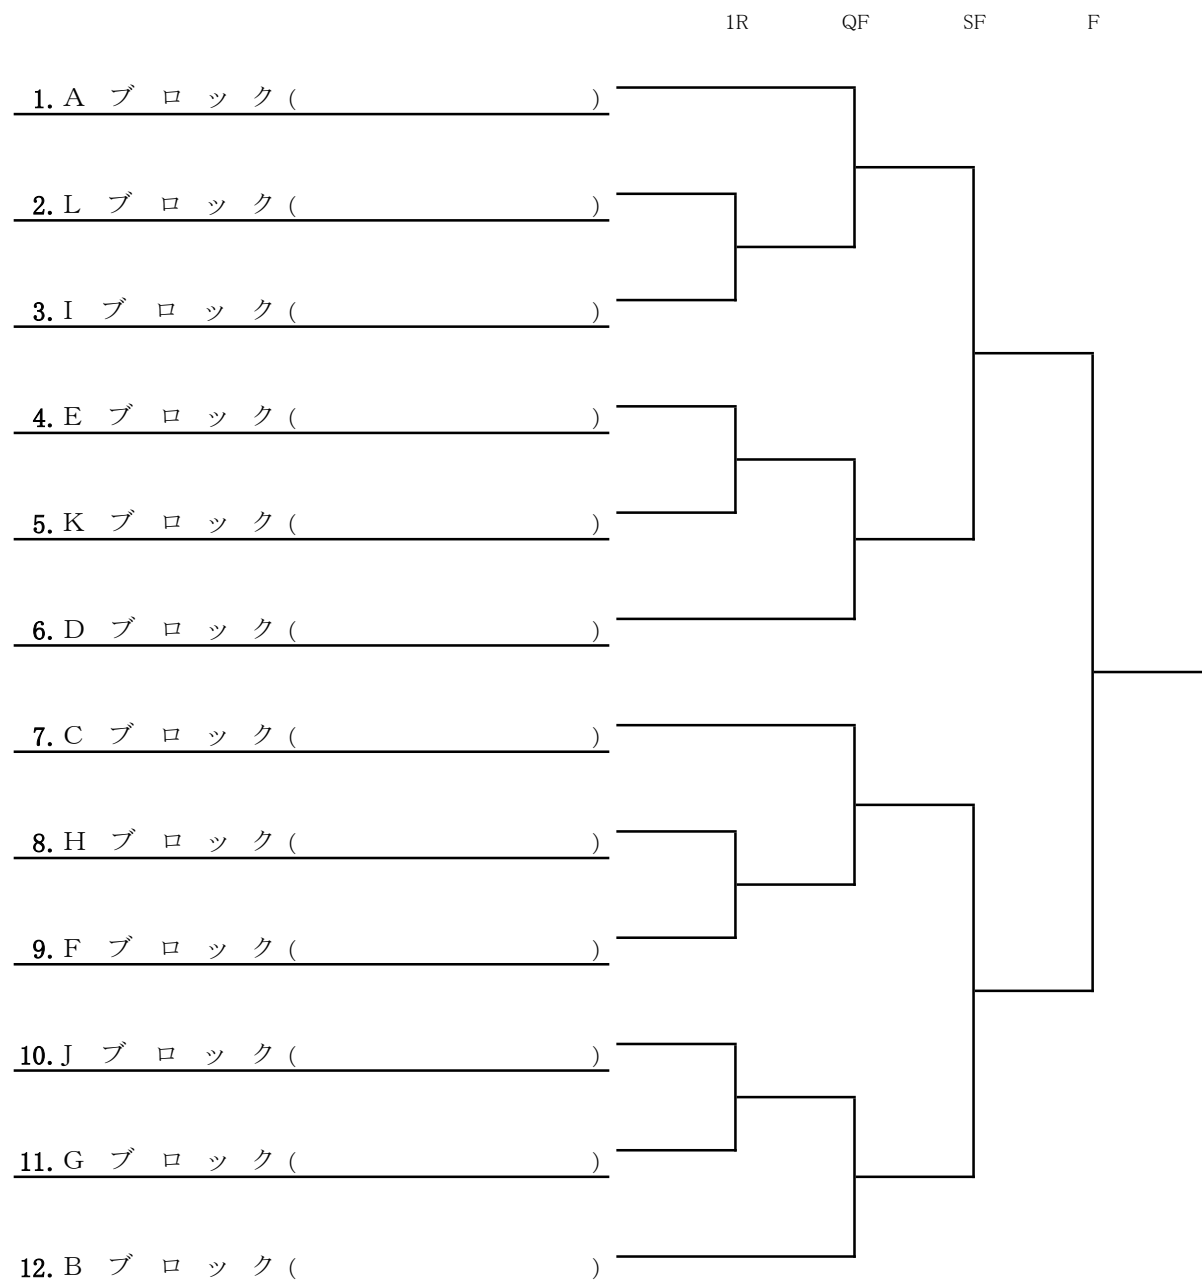 1R QF SF F
1. A ブロック( )
2. L ブロック( )
3. I ブロック( )
4. E ブロック( )
5. K ブロック( )
6. D ブロック( )
7. C ブロック( )
8. H ブロック( )
9. F ブロック( )
10. J ブロック( )
11. G ブロック( )
12. B ブロック( )